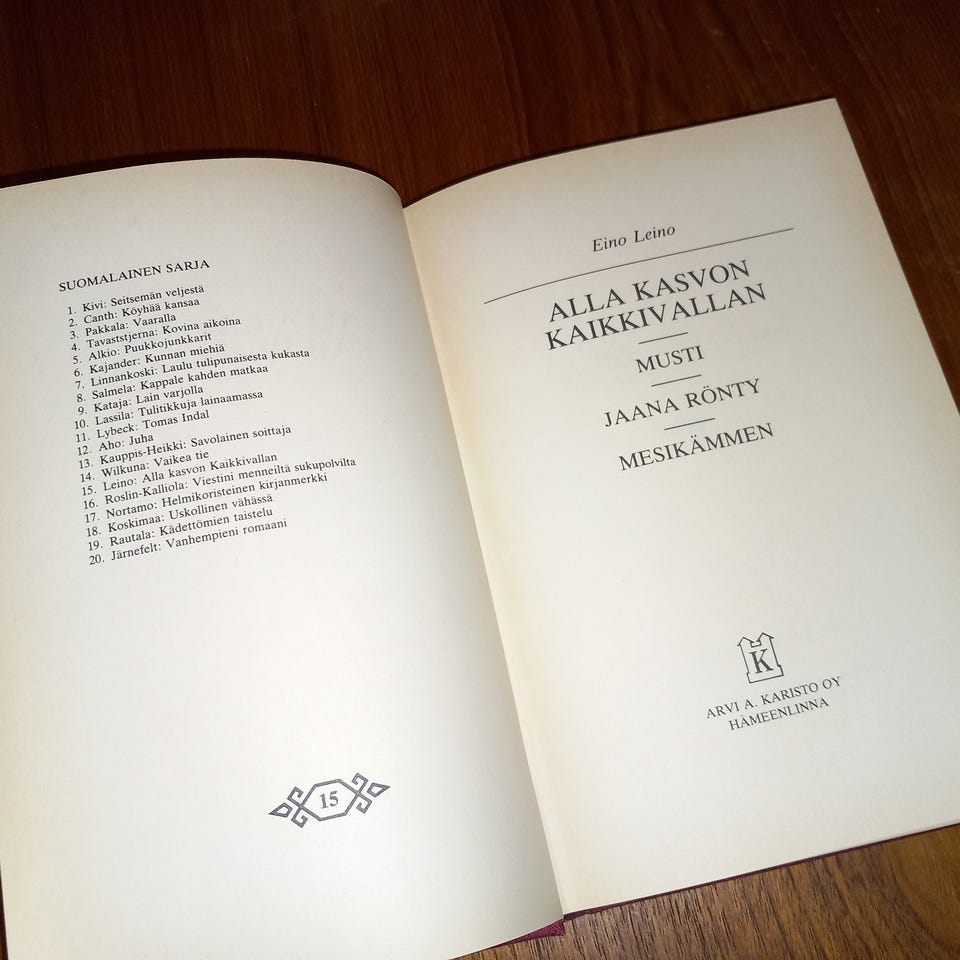 SUOMALAINEN SARJA
1. Kivi: Seitsemän veljestä
2. Canth: Köyhää kansaa
3. Pakkala: Vaaralla
4. Tavaststjerna: Kovina aikoina
5. Alkio: Puukkojunkkarit
6. Kajander: Kunnan miehiä
7. Linnankoski: Laulu tulipunaisesta kukasta
8. Salmela: Kappale kahden matkaa
9. Kataja: Lain varjolla
10. Lassila: Tulitikkuja lainaamassa
11. Lybeck: Tomas Indal
12. Aho: Juha
13. Kauppis-Heikki: Savolainen soittaja
14. Wilkuna: Vaikea tie
15. Leino: Alla kasvon Kaikkivallan
16. Roslin-Kalliola: Viestini menneiltä sukupolvilta
17. Nortamo: Helmikoristeinen kirjanmerkki
18. Koskimaa: Uskollinen vähässä
19. Rautala: Kädettömien taistelu
20. Järnefelt: Vanhempieni romaani
15
Eino Leino
ALLA KASVON
KAIKKIVALLAN
MUSTI
JAANA RÖNTY
MESIKÄMMEN
K
ARVI A. KARISTO OY
HÄMEENLINNA